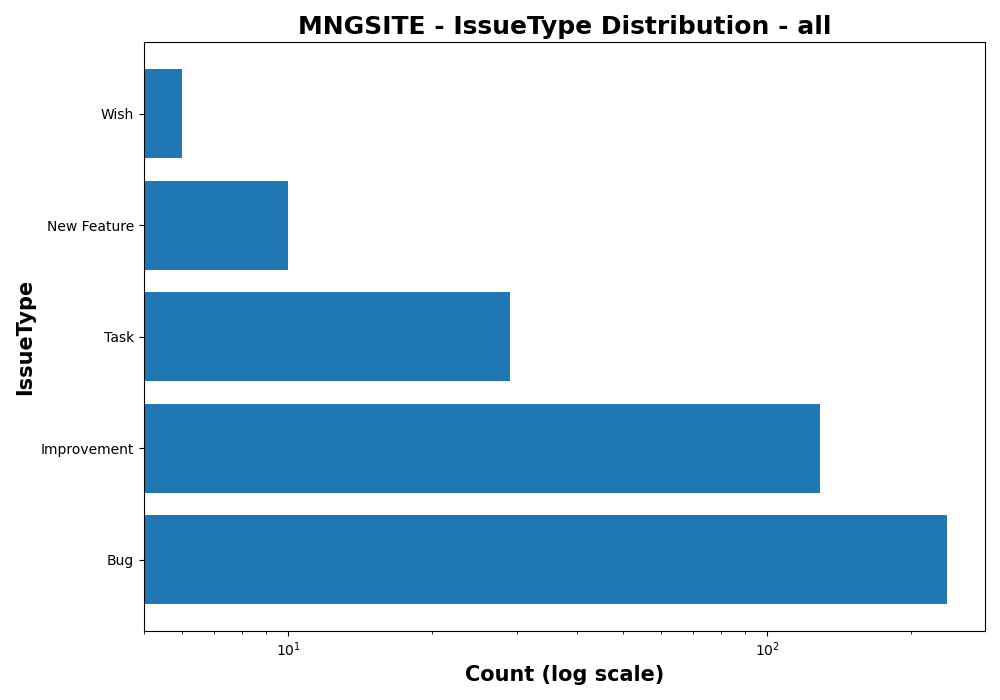 MNGSITE - IssueType Distribution - all
Wish
New Feature
Task
Improvement
Bug
IssueType
10¹
10²
Count (log scale)